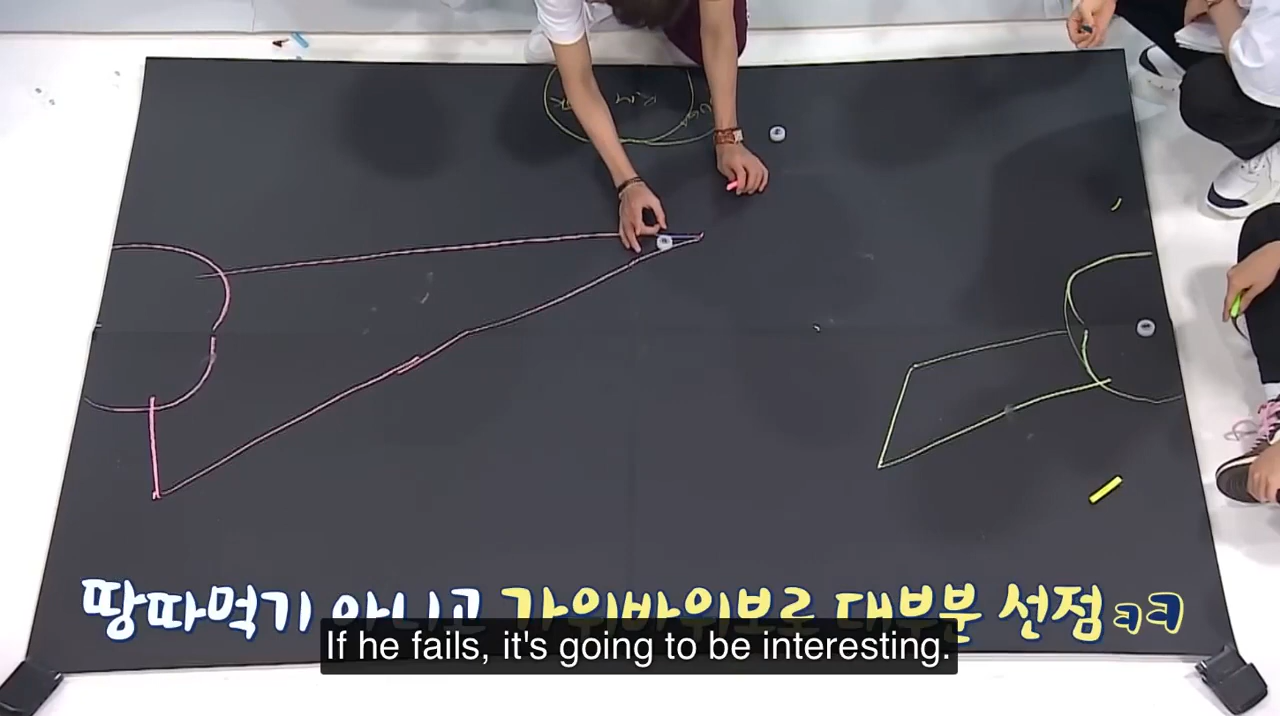 땅따먹기 아니고 가위바위보로 대부분 선점ㅋㅋ
If he fails, it's going to be interesting.